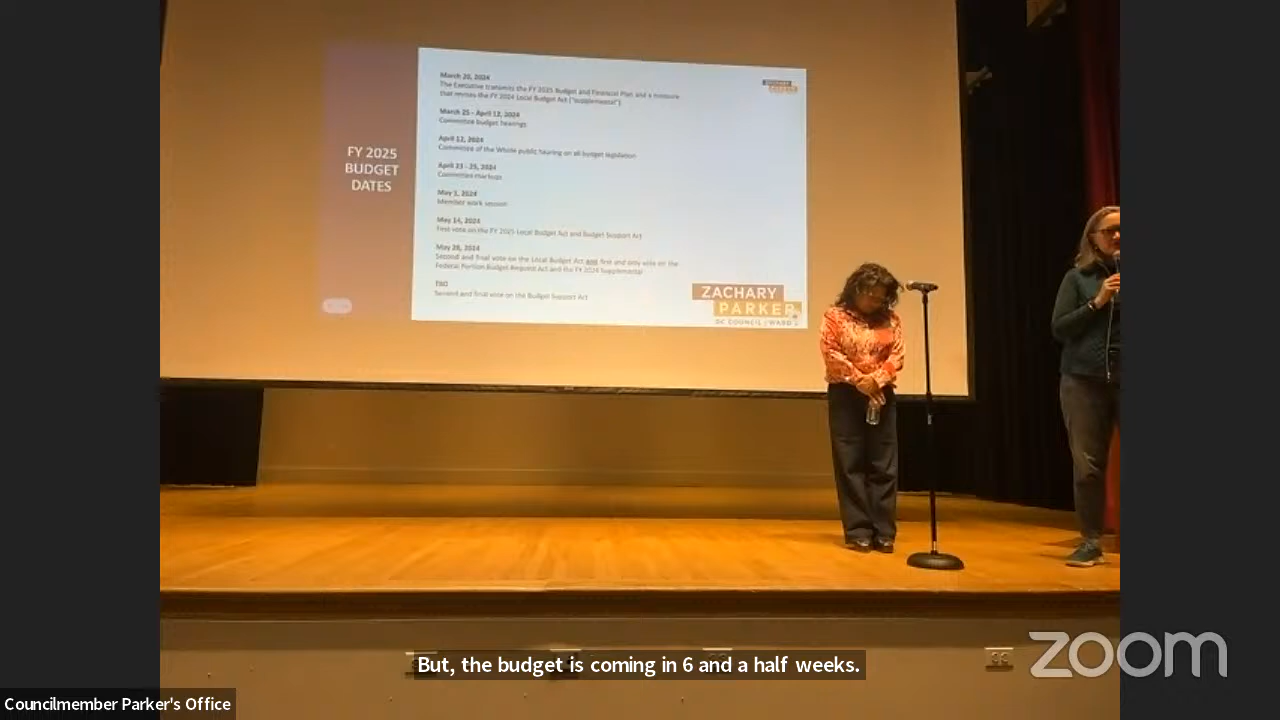 FY 2025
BUDGET
DATES
March 20, 2024
The Executive transmits the FY 2025 Budget and Financial Plan and a measure
that revises the FY 2024 Local Budget Act ("supplemental").
March 25 - April 12, 2024
Committee budget hearings
April 12, 2024
Committee of the Whole public hearing on all budget legislation
April 23 - 25, 2024
Committee markups
May 1, 2024
Member work session
May 14, 2024
First vote on the FY 2025 Local Budget Act and Budget Support Act
May 28, 2024
Second and final vote on the Local Budget Act and first and only vote on the
Federal Portion Budget Request Act and the FY 2024 Supplemental
TBD
Second and final vote on the Budget Support Act
ZACHARY
PARKER
ZACHARY
PARKER
DC COUNCIL WARD
But, the budget is coming in 6 and a half weeks.
zoom
Councilmember Parker's Office